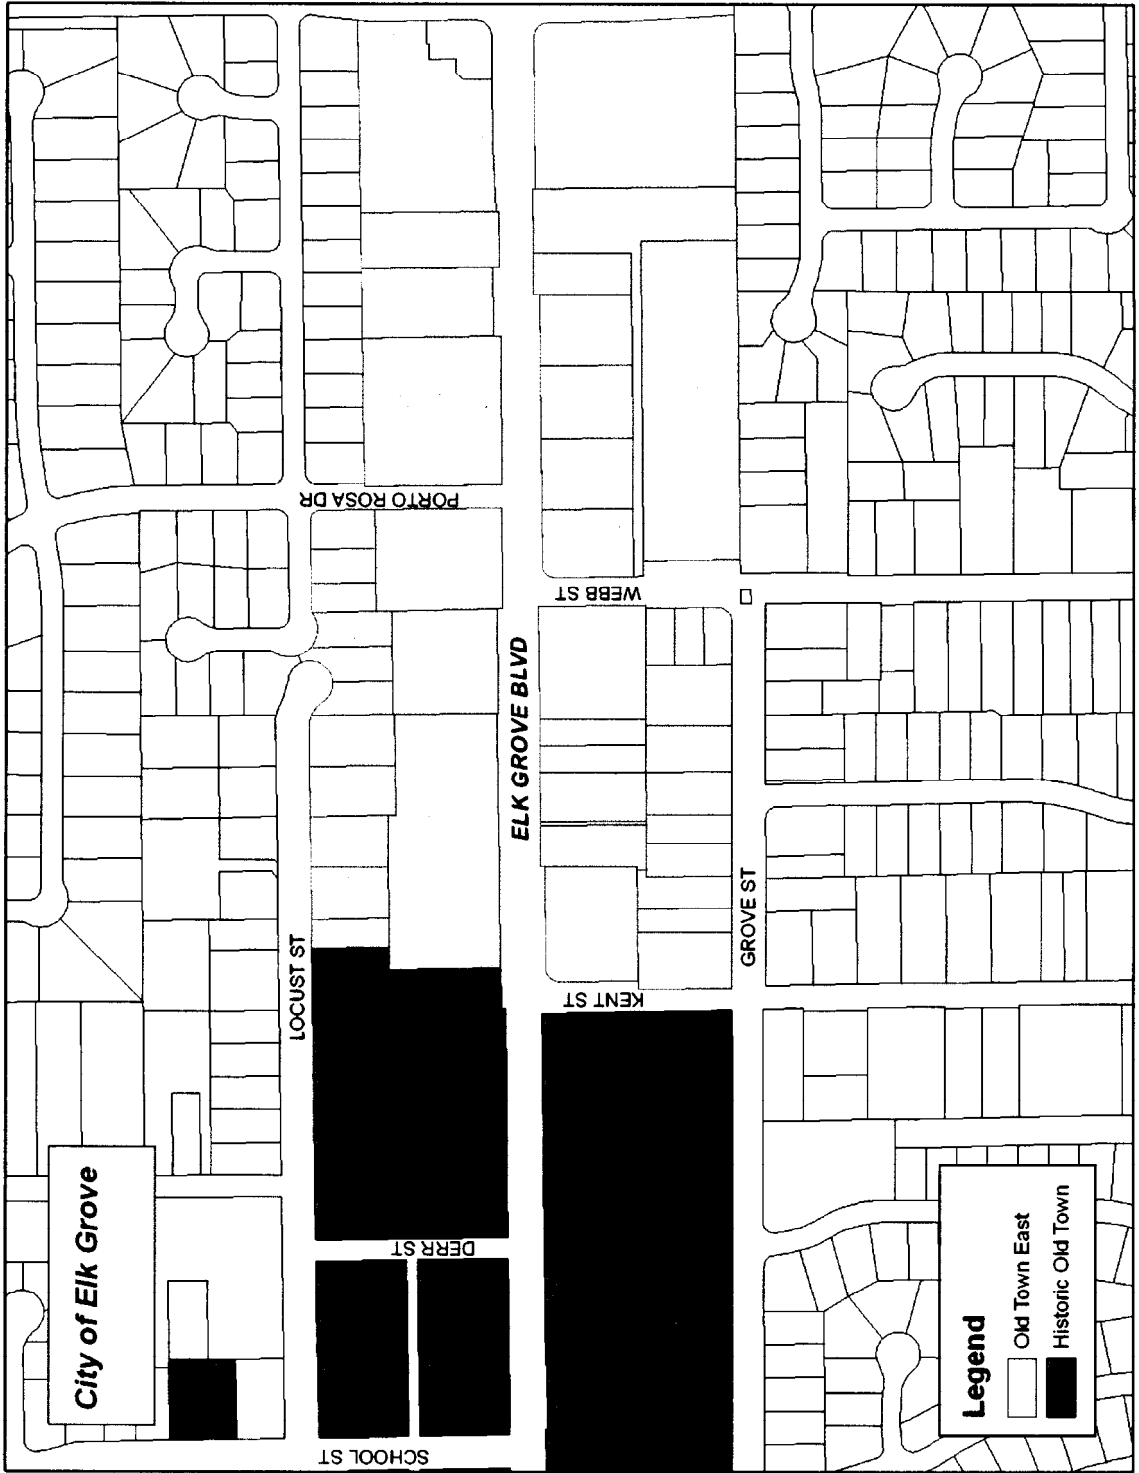 City of Elk Grove
SCHOOL ST
DERR ST
LOCUST ST
KENT ST
GROVE ST
ELK GROVE BLVD
WEBB ST
PORTO ROSA DR
Legend
Old Town East
Historic Old Town